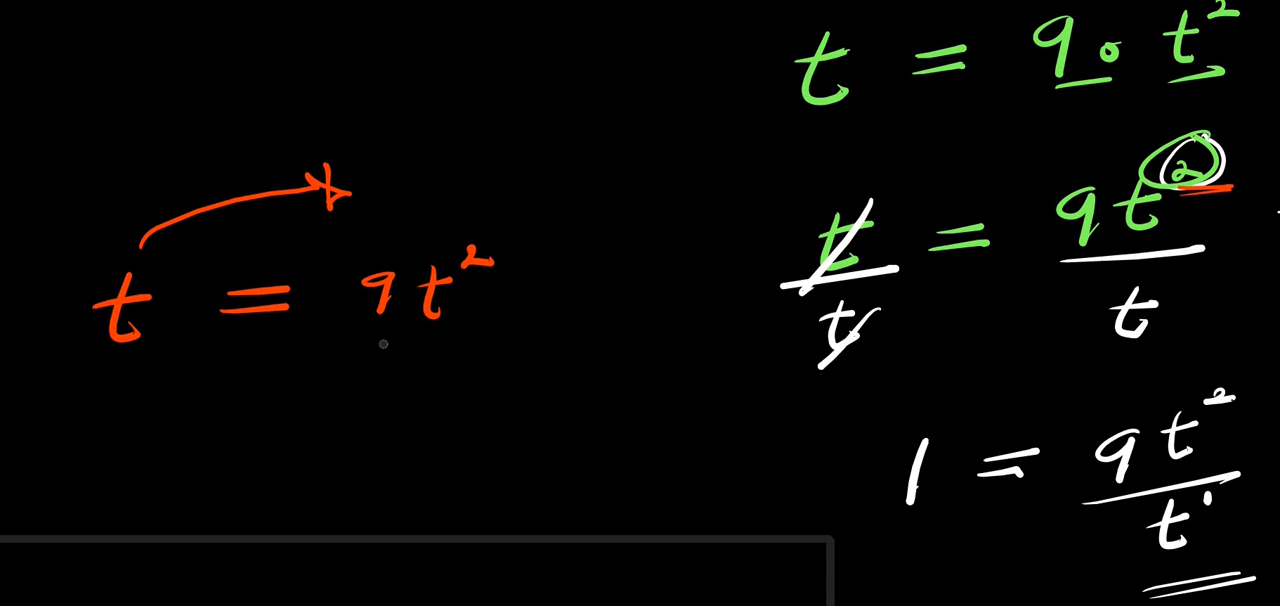 t = 9 . t²
t/t = 9t²/t
t = 9t²
1 = 9t²/t¹